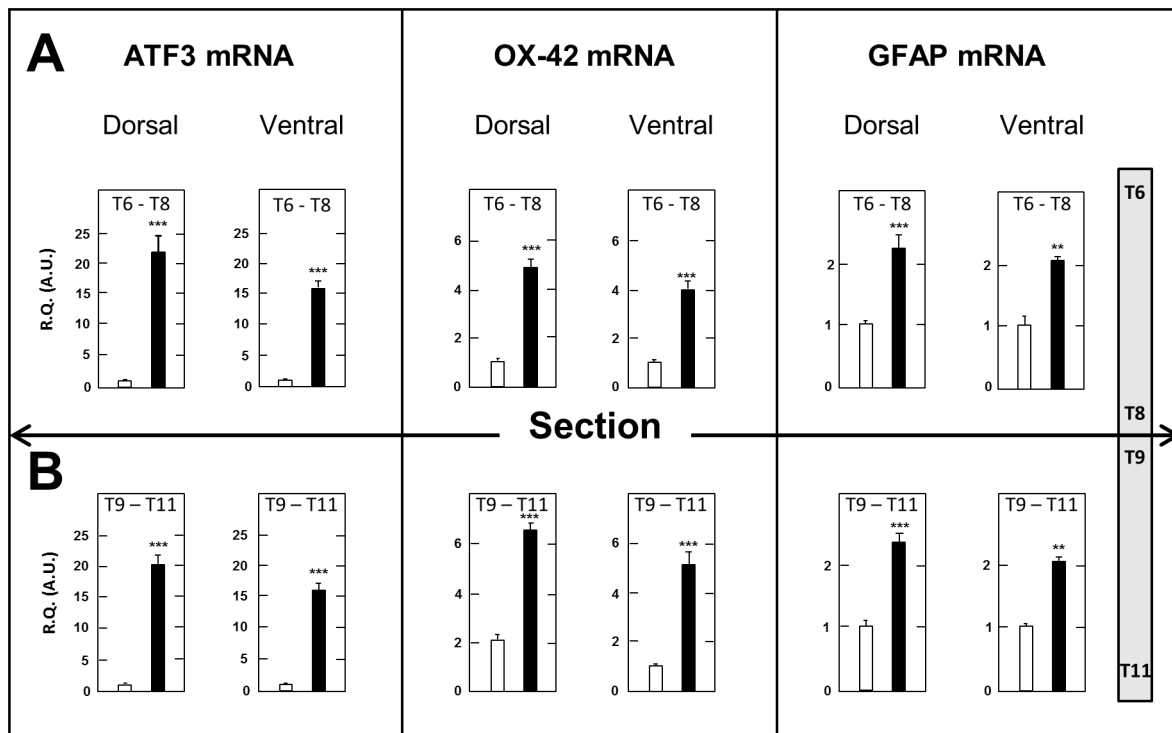 A
ATF3 mRNA
OX-42 mRNA
GFAP mRNA
Dorsal
Ventral
Dorsal
Ventral
Dorsal
Ventral
R.Q. (A.U.)
T6 - T8
***
25
20
15
10
5
0
T6 - T8
***
25
20
15
10
5
0
T6 - T8
***
6
4
2
0
T6 - T8
***
6
4
2
0
T6 - T8
***
2
1
0
T6 - T8
**
2
1
0
T6
T8
Section
B
R.Q. (A.U.)
T9 – T11
***
25
20
15
10
5
0
T9 – T11
***
25
20
15
10
5
0
T9 – T11
***
6
4
2
0
T9 – T11
***
6
4
2
0
T9 – T11
***
2
1
0
T9 – T11
**
2
1
0
T9
T11